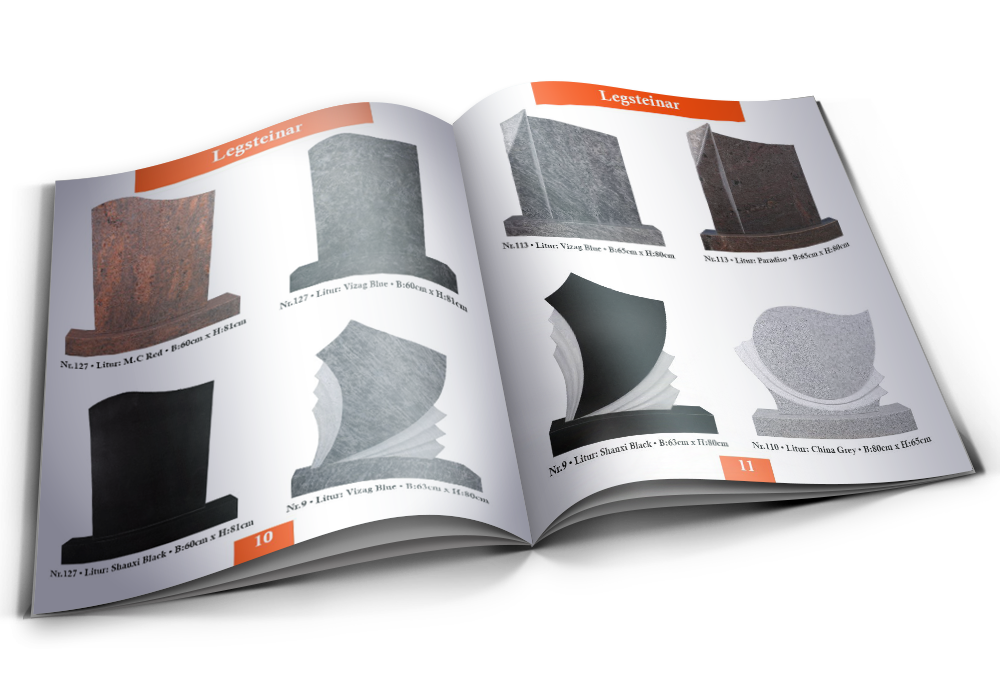 Legsteinar
Nr.127 • Litur: M.C Red • B:60cm x H:81cm
Nr.127 • Litur: Vizag Blue • B:60cm x H:81cm
Nr.127 • Litur: Shanxi Black • B:60cm x H:81cm
Nr.9 • Litur: Vizag Blue • B:63cm x H:80cm
10
Legsteinar
Nr.113 • Litur: Vizag Blue • B:65cm x H:80cm
Nr.113 • Litur: Paradiso • B:65cm x H:80cm
Nr.9 • Litur: Shanxi Black • B:63cm x H:80cm
Nr.110 • Litur: China Grey • B:80cm x H:65cm
11